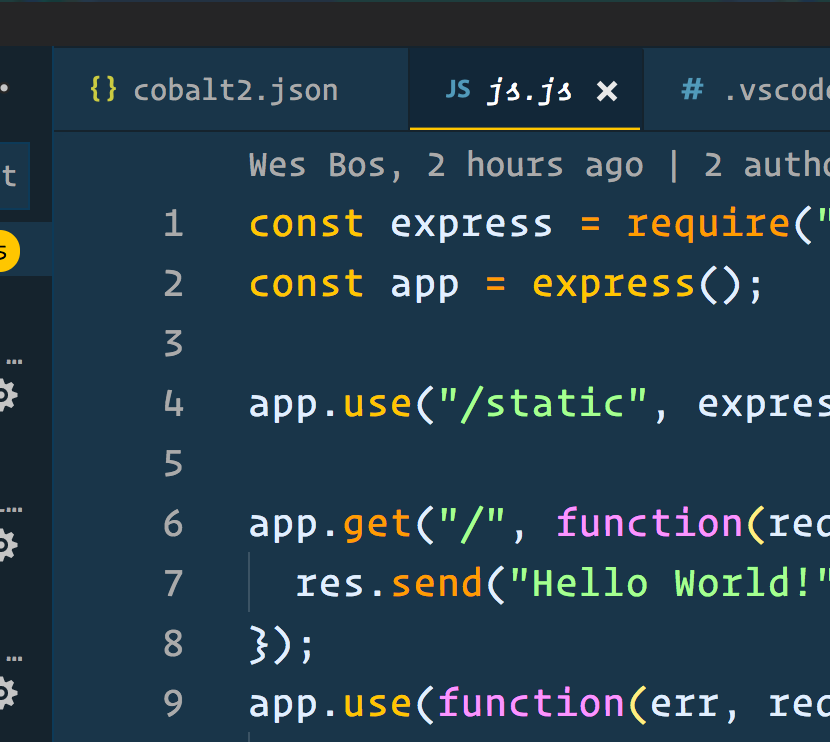 {} cobalt2.json
JS js.js ×
# .vscod
Wes Bos, 2 hours ago | 2 autho
1 const express = require("
2 const app = express();
3
4 app.use("/static", expres
5
6 app.get("/", function(req
7 res.send("Hello World!"
8 });
9 app.use(function(err, req
t
s
…
…
…